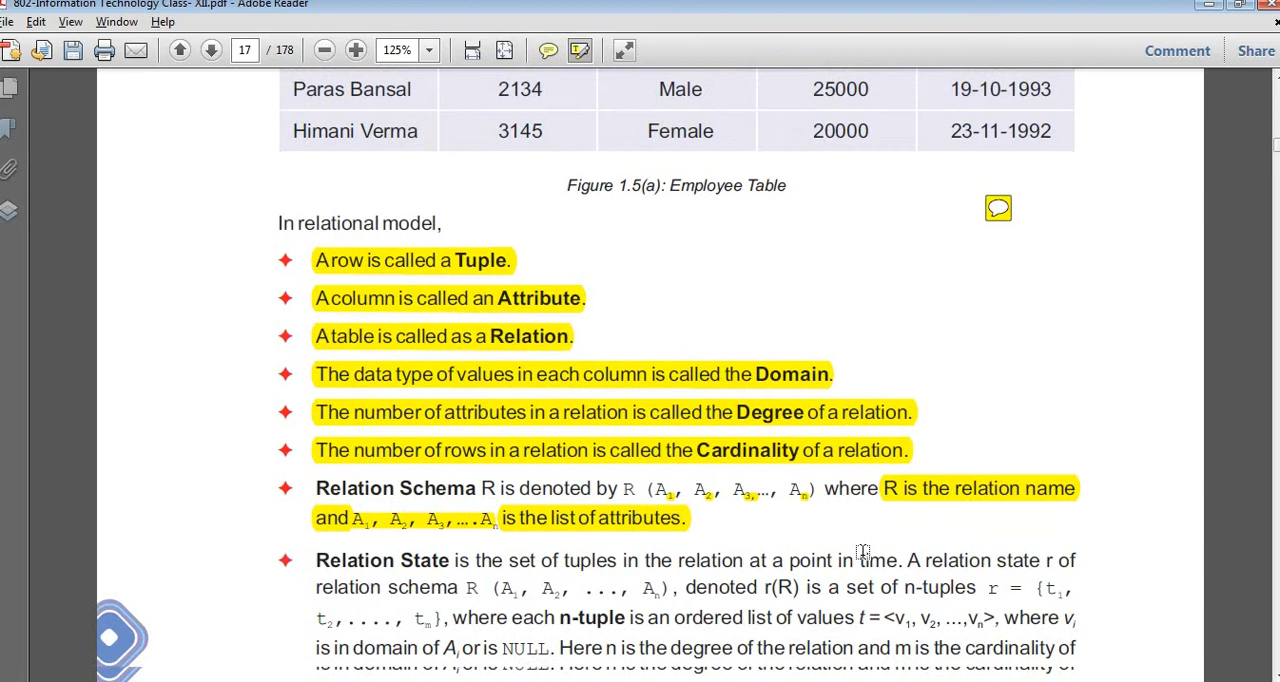 802-Information Technology Class- XII.pdf - Adobe Reader
File Edit View Window Help
17 / 178 125% Comment Share
Paras Bansal 2134 Male 25000 19-10-1993
Himani Verma 3145 Female 20000 23-11-1992
Figure 1.5(a): Employee Table
In relational model,
A row is called a Tuple.
A column is called an Attribute.
A table is called as a Relation.
The data type of values in each column is called the Domain.
The number of attributes in a relation is called the Degree of a relation.
The number of rows in a relation is called the Cardinality of a relation.
Relation Schema R is denoted by R (A1, A2, A3,…, An) where R is the relation name
and A1, A2, A3,….An is the list of attributes.
Relation State is the set of tuples in the relation at a point in time. A relation state r of
relation schema R (A1, A2, ..., An), denoted r(R) is a set of n-tuples r = {t1,
t2,...., tm}, where each n-tuple is an ordered list of values t = <v1, v2, ...,vn>, where vi
is in domain of Ai or is NULL. Here n is the degree of the relation and m is the cardinality of